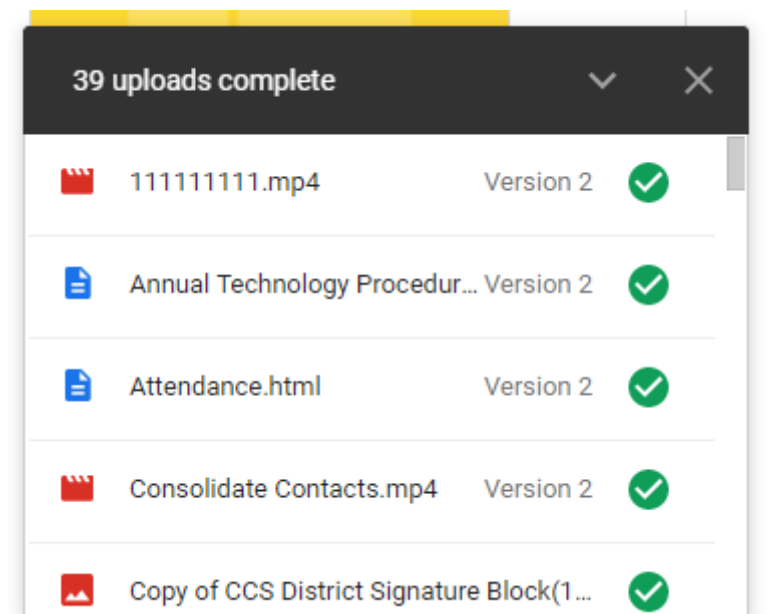 39 uploads complete
111111111.mp4 Version 2
Annual Technology Procedur... Version 2
Attendance.html Version 2
Consolidate Contacts.mp4 Version 2
Copy of CCS District Signature Block(1...